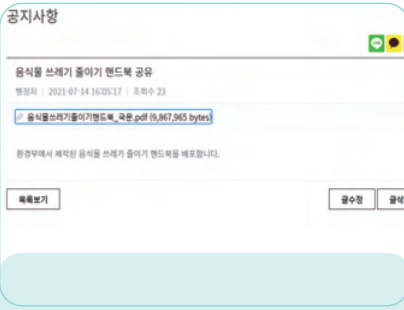 공지사항
음식물 쓰레기 줄이기 핸드북 공유
행정처 | 2021-07-14 16:05:17 | 조회수 23
음식물쓰레기줄이기핸드북_국문.pdf (9,867,965 bytes)
환경부에서 제작된 음식물 쓰레기 줄이기 핸드북을 배포합니다.
목록보기
글수정